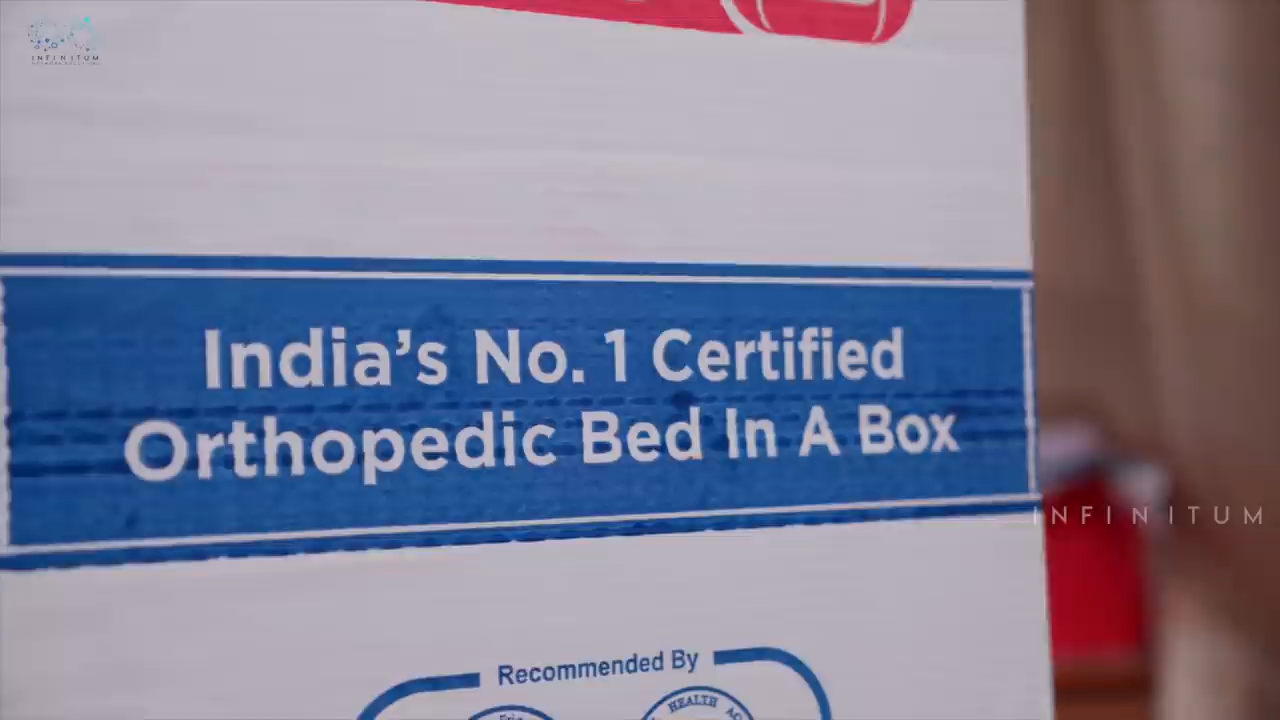 INFINITUM
India's No. 1 Certified
Orthopedic Bed In A Box
INFINITUM
Recommended By
HEALTH